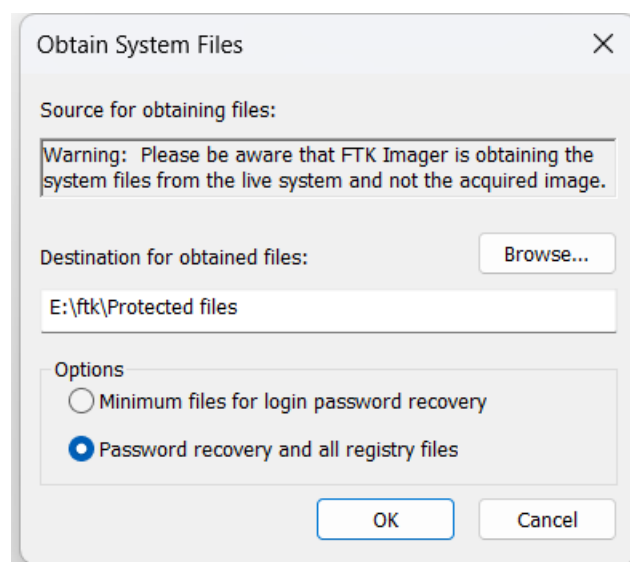 Obtain System Files
Source for obtaining files:
Warning:  Please be aware that FTK Imager is obtaining the
system files from the live system and not the acquired image.
Destination for obtained files:
Browse...
E:\ftk\Protected files
Options
Minimum files for login password recovery
Password recovery and all registry files
OK
Cancel